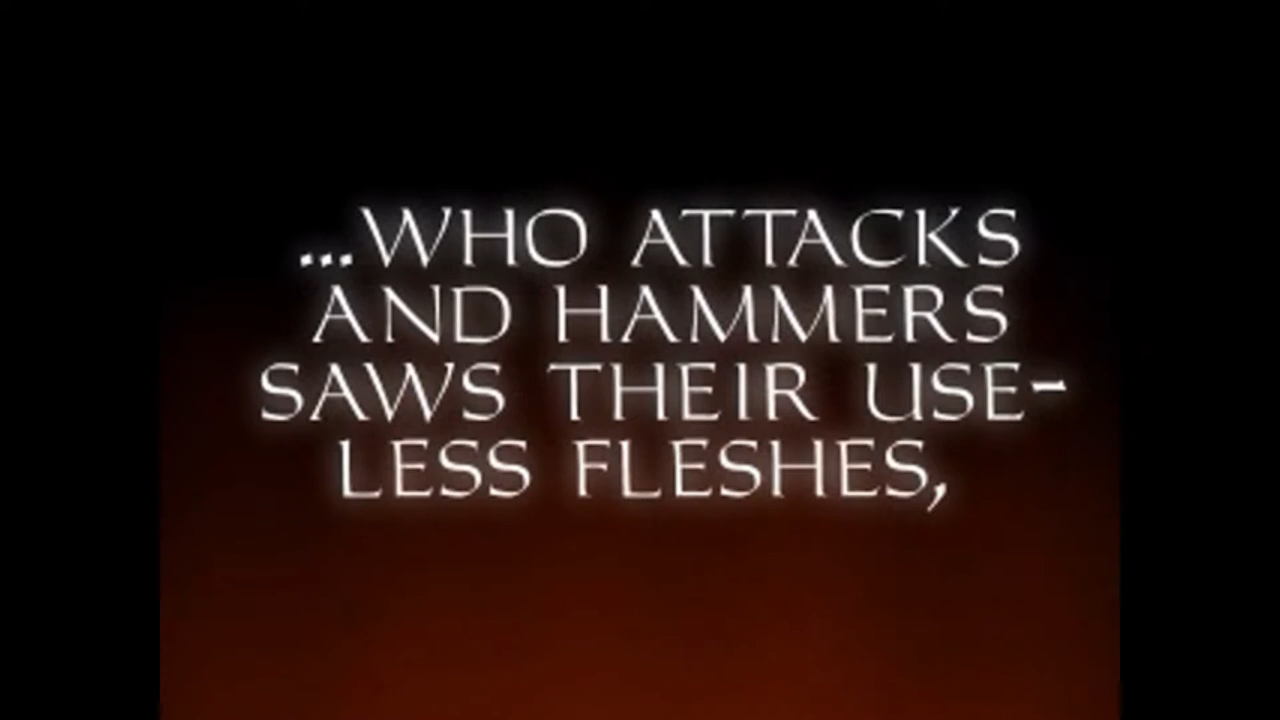 ...WHO ATTACKS
AND HAMMERS
SAWS THEIR USE-
LESS FLESHES,